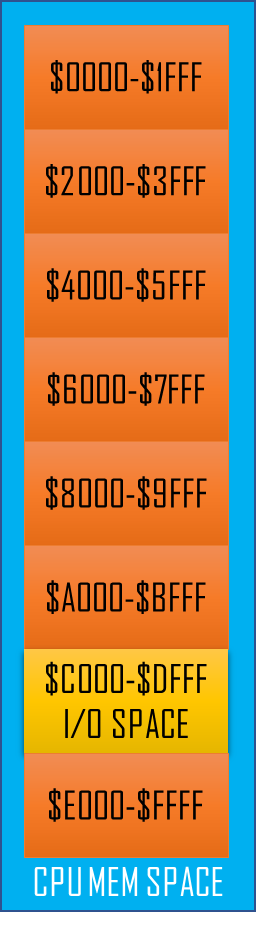 $0000-$1FFF
$2000-$3FFF
$4000-$5FFF
$6000-$7FFF
$8000-$9FFF
$A000-$BFFF
$C000-$DFFF
I/O SPACE
$E000-$FFFF
CPU MEM SPACE